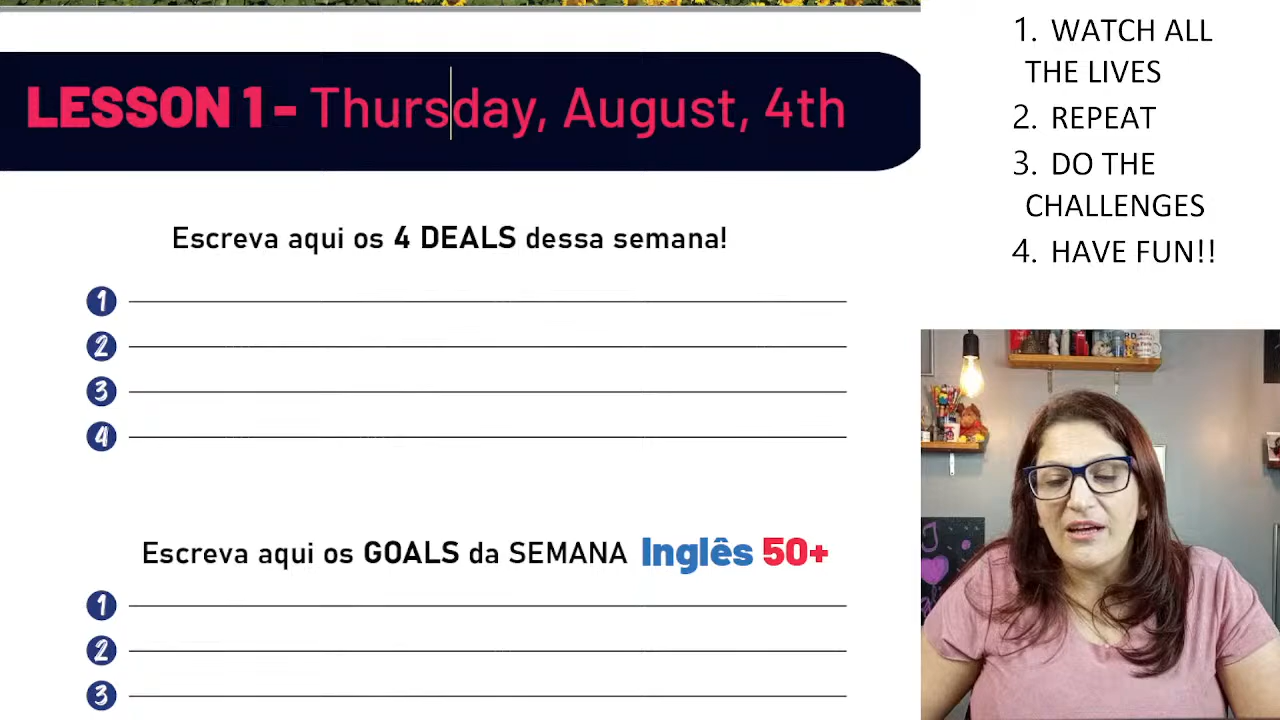 LESSON 1 - Thursday, August, 4th
Escreva aqui os 4 DEALS dessa semana!
1
2
3
4
Escreva aqui os GOALS da SEMANA Inglês 50+
1
2
3
1. WATCH ALL
THE LIVES
2. REPEAT
3. DO THE
CHALLENGES
4. HAVE FUN!!